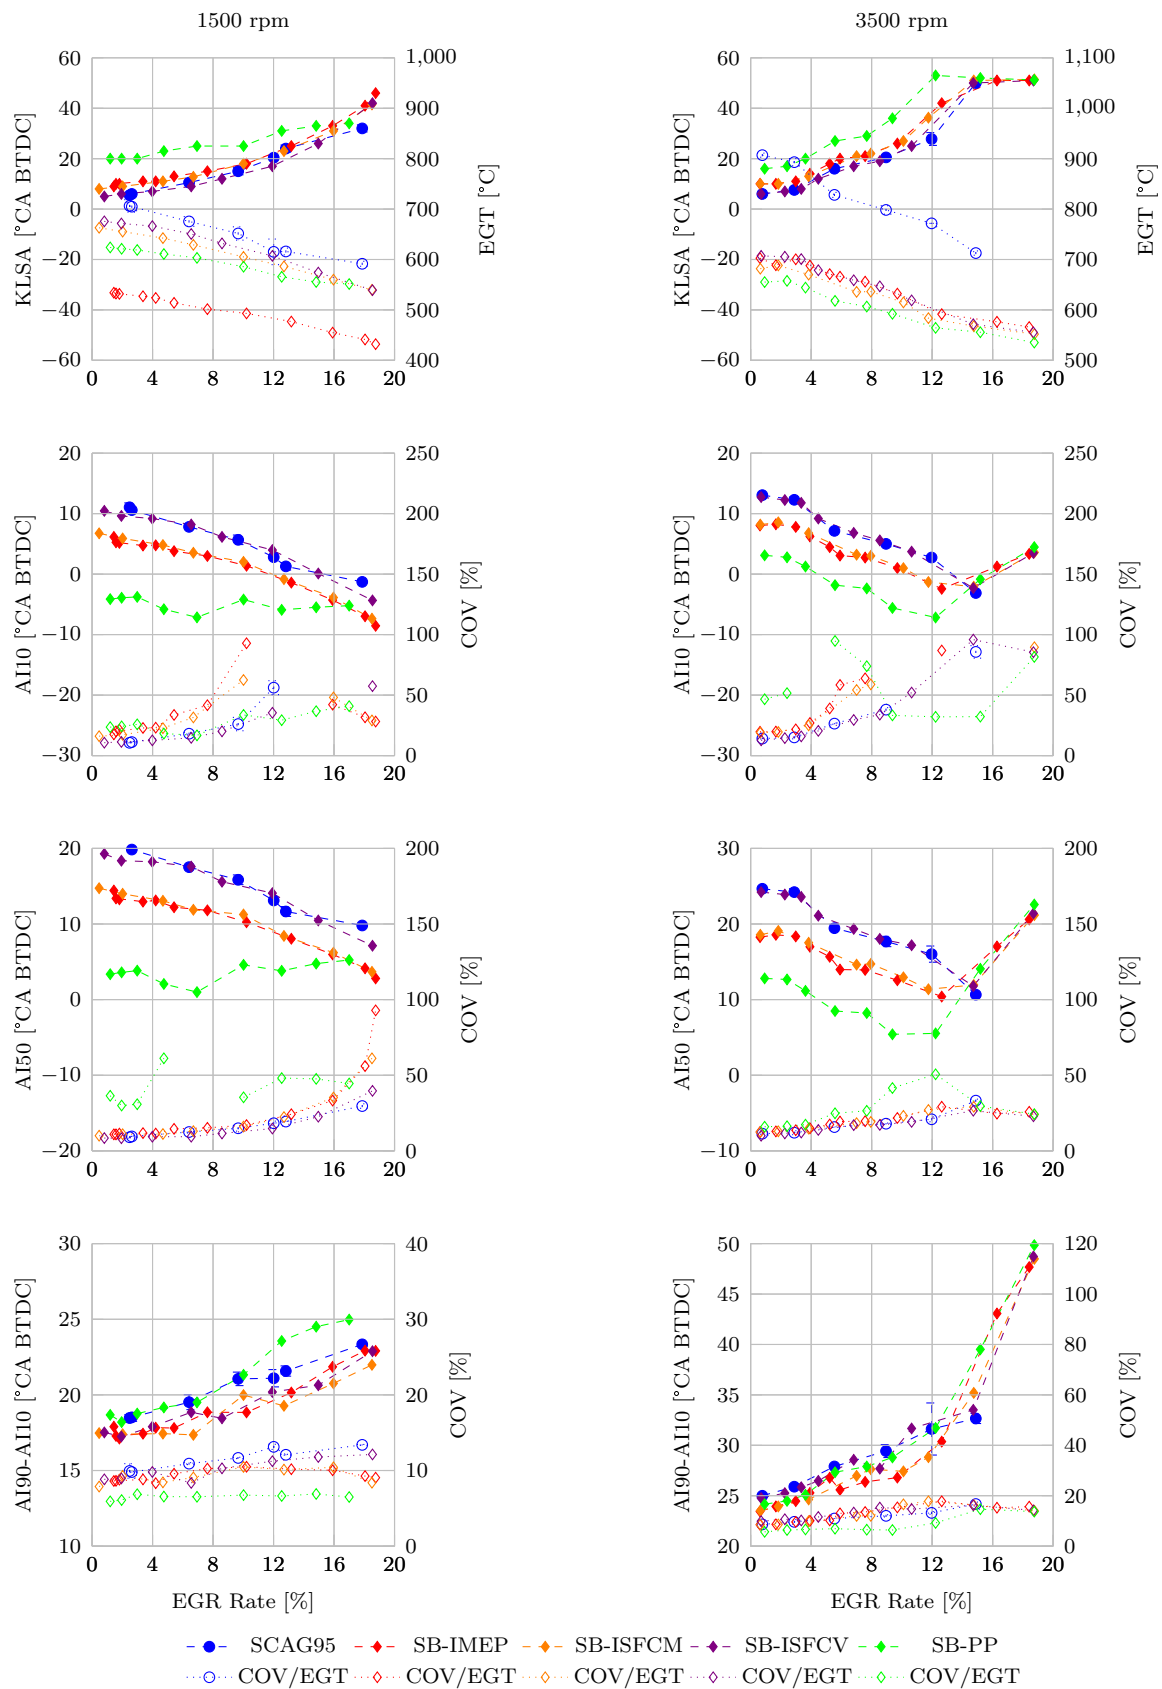 1500 rpm 3500 rpm
60 1,000 60 1,100
40 900 40 1,000
20 800 20 900
0 700 0 800
−20 600 −20 700
−40 500 −40 600
−60 400 −60 500
KLSA [°CA BTDC] EGT [°C] KLSA [°CA BTDC] EGT [°C]
0 4 8 12 16 20 0 4 8 12 16 20
20 250 20 250
10 200 10 200
0 150 0 150
−10 100 −10 100
−20 50 −20 50
−30 0 −30 0
AI10 [°CA BTDC] COV [%] AI10 [°CA BTDC] COV [%]
0 4 8 12 16 20 0 4 8 12 16 20
20 200 30 200
10 150 20 150
0 100 10 100
−10 50 0 50
−20 0 −10 0
AI50 [°CA BTDC] COV [%] AI50 [°CA BTDC] COV [%]
0 4 8 12 16 20 0 4 8 12 16 20
30 40 50 120
45 100
25 30 40 80
20 20 35 60
30 40
15 10 25 20
10 0 20 0
AI90-AI10 [°CA BTDC] COV [%] AI90-AI10 [°CA BTDC] COV [%]
0 4 8 12 16 20 0 4 8 12 16 20
EGR Rate [%] EGR Rate [%]
SCAG95 SB-IMEP SB-ISFCM SB-ISFCV SB-PP
COV/EGT COV/EGT COV/EGT COV/EGT COV/EGT